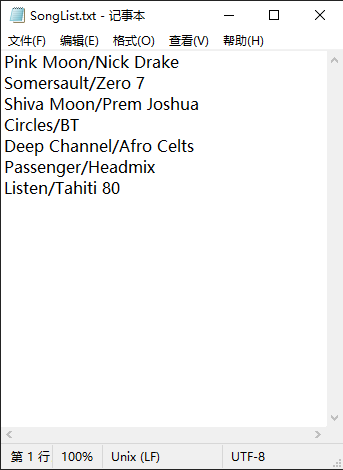 SongList.txt - 记事本
文件(F) 编辑(E) 格式(O) 查看(V) 帮助(H)
Pink Moon/Nick Drake
Somersault/Zero 7
Shiva Moon/Prem Joshua
Circles/BT
Deep Channel/Afro Celts
Passenger/Headmix
Listen/Tahiti 80
第 1 行 100% Unix (LF) UTF-8